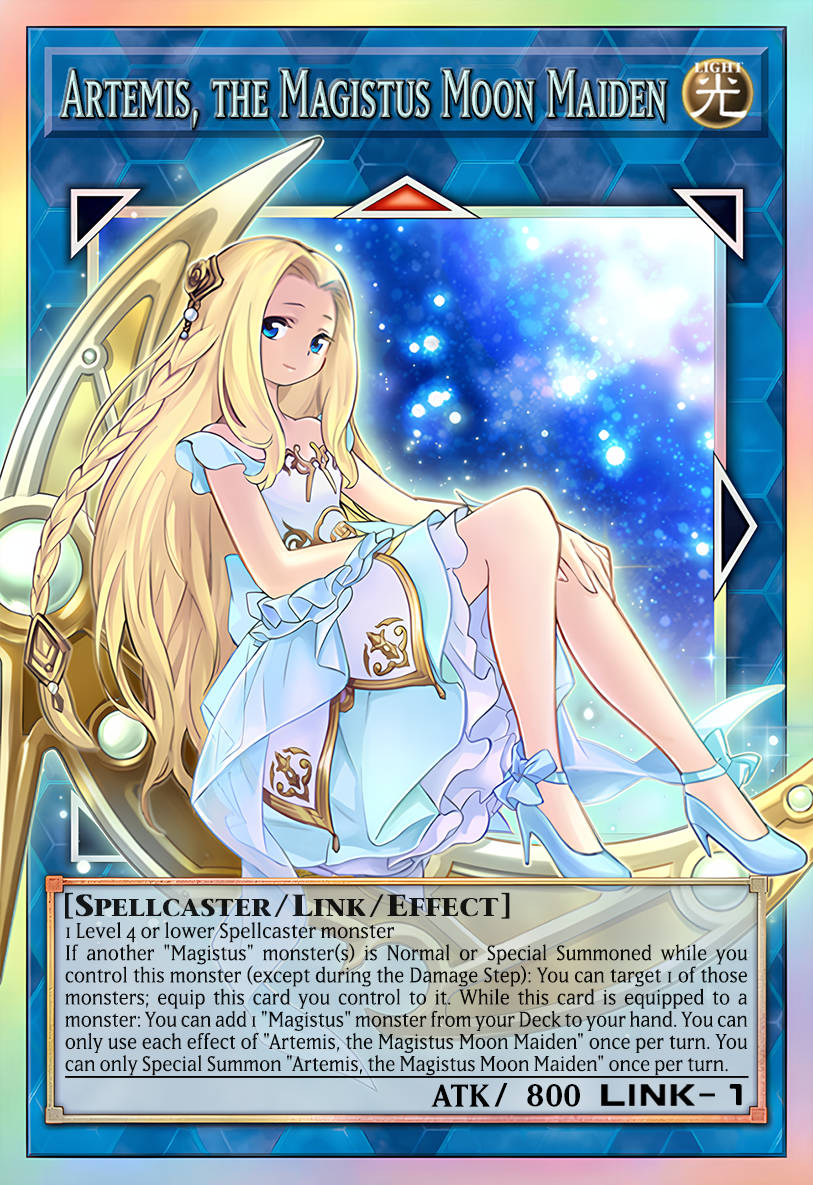 Artemis, the Magistus Moon Maiden
LIGHT
光
[Spellcaster/Link/Effect]
1 Level 4 or lower Spellcaster monster
If another "Magistus" monster(s) is Normal or Special Summoned while you
control this monster (except during the Damage Step): You can target 1 of those
monsters; equip this card you control to it. While this card is equipped to a
monster: You can add 1 "Magistus" monster from your Deck to your hand. You can
only use each effect of "Artemis, the Magistus Moon Maiden" once per turn. You
can only Special Summon "Artemis, the Magistus Moon Maiden" once per turn.
ATK/ 800 LINK-1